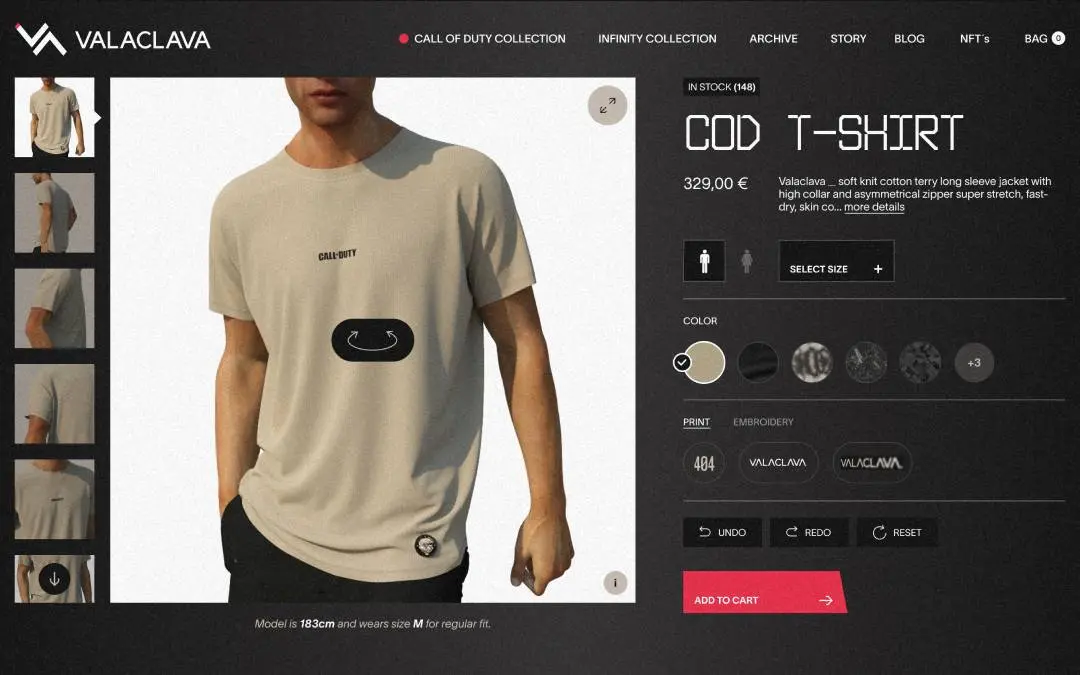 VALACLAVA
CALL OF DUTY COLLECTION
INFINITY COLLECTION
ARCHIVE
STORY
BLOG
NFT´s
BAG 0
CALL OF DUTY
i
Model is 183cm and wears size M for regular fit.
IN STOCK (148)
COD T-SHIRT
329,00 €
Valaclava _ soft knit cotton terry long sleeve jacket with
high collar and asymmetrical zipper super stretch, fast-
dry, skin co... more details
SELECT SIZE +
COLOR
+3
PRINT
EMBROIDERY
404
VALACLAVA
VALACLAVA
UNDO
REDO
RESET
ADD TO CART